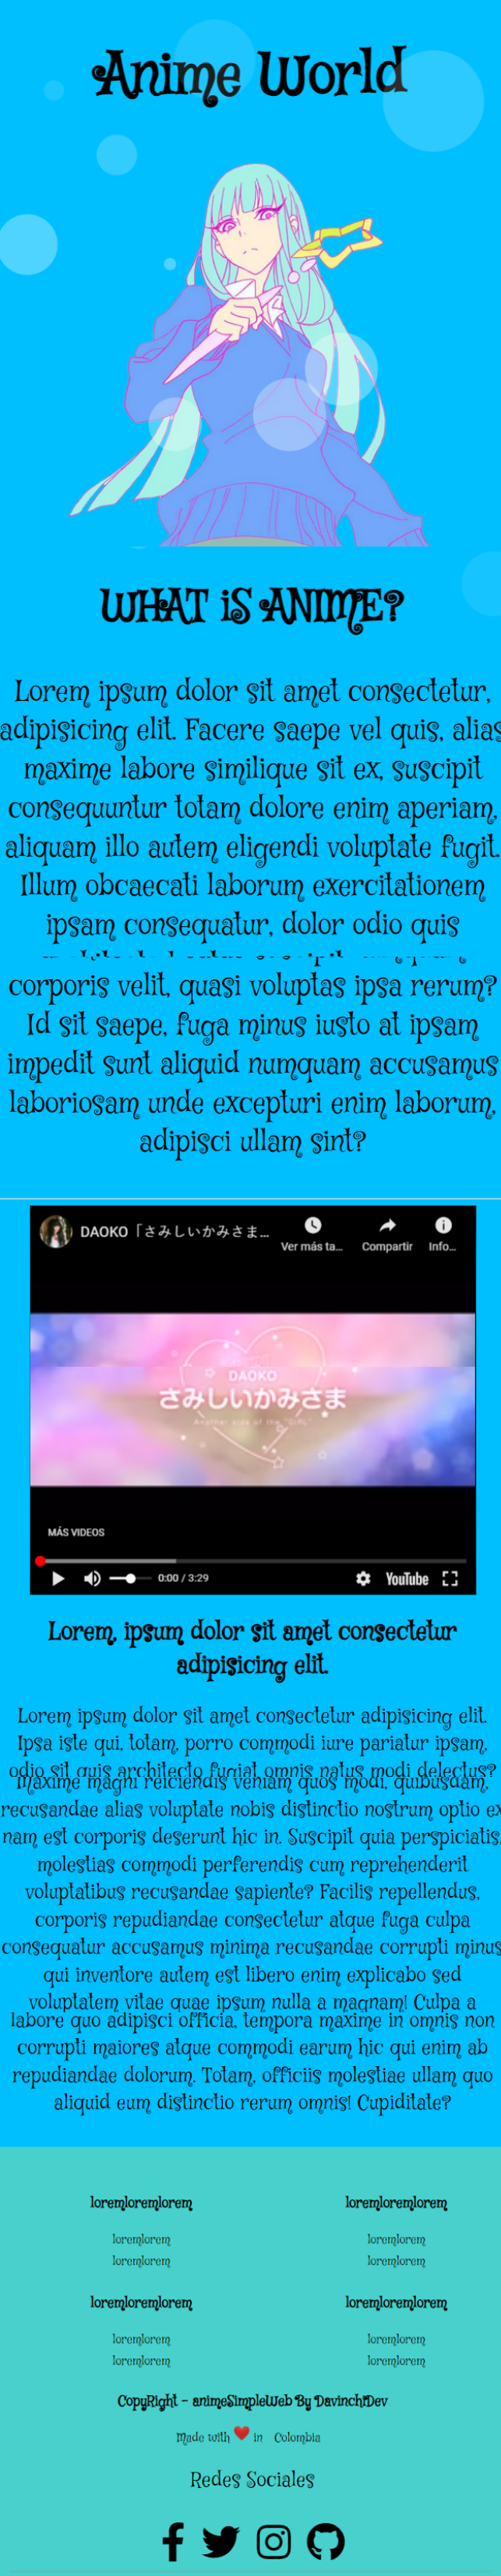 Anime World
WHAT iS ANIME?
Lorem ipsum dolor sit amet consectetur,
adipisicing elit. Facere saepe vel quis, alias
maxime labore similique sit ex, suscipit
consequuntur totam dolore enim aperiam,
aliquam illo autem eligendi voluptate fugit.
Illum obcaecati laborum exercitationem
ipsam consequatur, dolor odio quis
corporis velit, quasi voluptas ipsa rerum?
Id sit saepe, fuga minus iusto at ipsam
impedit sunt aliquid numquam accusamus
laboriosam unde excepturi enim laborum,
adipisci ullam sint?
DAOKO「さみしいかみさま...
Ver más ta...
Compartir
Info...
DAOKO
さみしいかみさま
Another side of the "GIRL"
MÁS VIDEOS
0:00 / 3:29
YouTube
Lorem, ipsum dolor sit amet consectetur
adipisicing elit.
Lorem ipsum dolor sit amet consectetur adipisicing elit.
Ipsa iste qui, totam, porro commodi iure pariatur ipsam,
odio sit quis architecto fugiat omnis natus modi delectus?
Maxime magni reiciendis veniam quos modi, quibusdam,
recusandae alias voluptate nobis distinctio nostrum optio ex
nam est corporis deserunt hic in. Suscipit quia perspiciatis,
molestias commodi perferendis cum reprehenderit
voluptatibus recusandae sapiente? Facilis repellendus,
corporis repudiandae consectetur atque fuga culpa
consequatur accusamus minima recusandae corrupti minus
qui inventore autem est libero enim explicabo sed
voluptatem vitae quae ipsum nulla a magnam! Culpa a
labore quo adipisci officia, tempora maxime in omnis non
corrupti maiores atque commodi earum hic qui enim ab
repudiandae dolorum. Totam, officiis molestiae ullam quo
aliquid eum distinctio rerum omnis! Cupiditate?
loremloremlorem
loremlorem
loremlorem
loremloremlorem
loremlorem
loremlorem
loremloremlorem
loremlorem
loremlorem
loremloremlorem
loremlorem
loremlorem
CopyRight - animeSimpleWeb By DavinchiDev
Made with ❤️ in Colombia
Redes Sociales